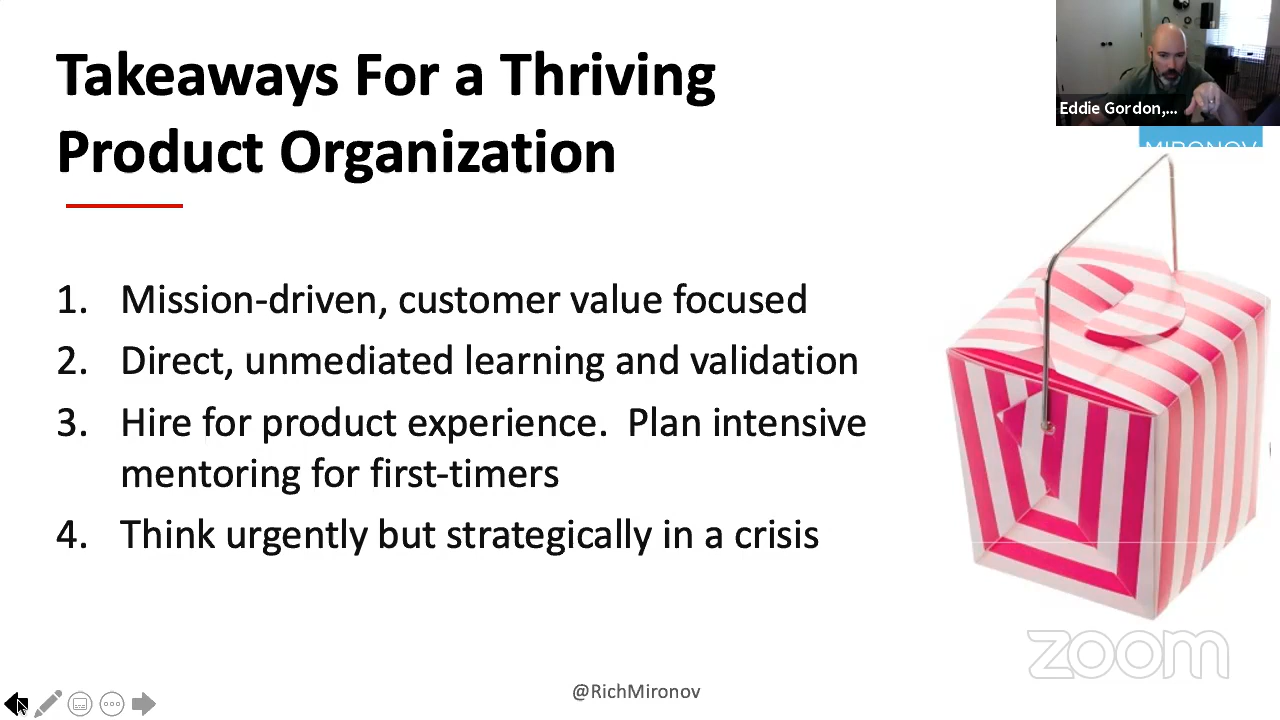 Takeaways For a Thriving
Product Organization
Eddie Gordon,...
MIRONOV
1. Mission-driven, customer value focused
2. Direct, unmediated learning and validation
3. Hire for product experience.  Plan intensive
mentoring for first-timers
4. Think urgently but strategically in a crisis
zoom
@RichMironov